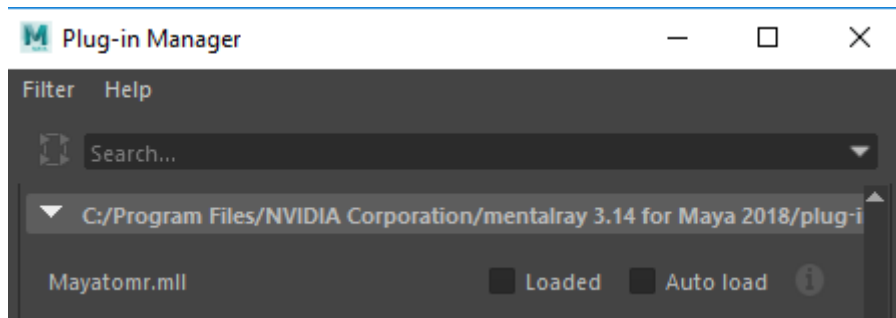 Plug-in Manager
Filter Help
Search...
C:/Program Files/NVIDIA Corporation/mentalray 3.14 for Maya 2018/plug-i
Mayatomr.mll Loaded Auto load